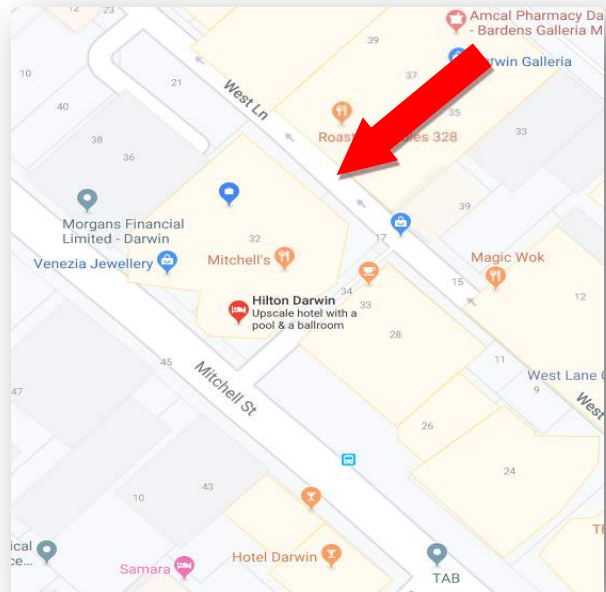 12
23
Amcal Pharmacy Da
- Bardens Galleria M
39
10
21
rwin Galleria
37
West Ln
40
35
33
Roast
les 328
38
36
Morgans Financial
Limited - Darwin
39
32
17
Venezia Jewellery
Mitchell's
Magic Wok
15
Hilton Darwin
Upscale hotel with a
pool & a ballroom
34
33
12
28
45
11
West Lane
47
Mitchell St
9
West
26
24
43
10
ical
ce...
Hotel Darwin
Samara
TAB